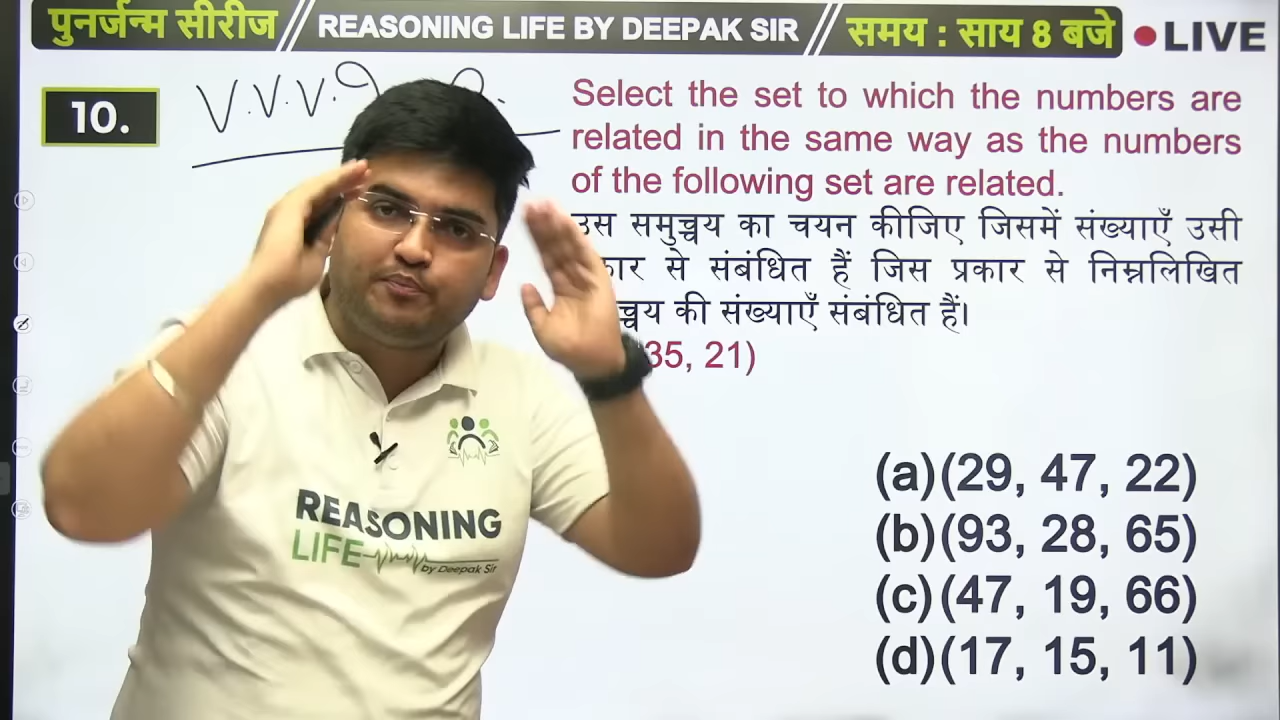 पुनर्जन्म सीरीज // REASONING LIFE BY DEEPAK SIR // समय : साय 8 बजे LIVE
10.
V.V.V.
Select the set to which the numbers are
related in the same way as the numbers
of the following set are related.
उस समुच्चय का चयन कीजिए जिसमें संख्याएँ उसी
से संबंधित हैं जिस प्रकार से निम्नलिखित
की संख्याएँ संबंधित हैं।
35, 21)
(a)(29, 47, 22)
(b)(93, 28, 65)
(c)(47, 19, 66)
(d)(17, 15, 11)
REASONING
LIFE
by Deepak Sir